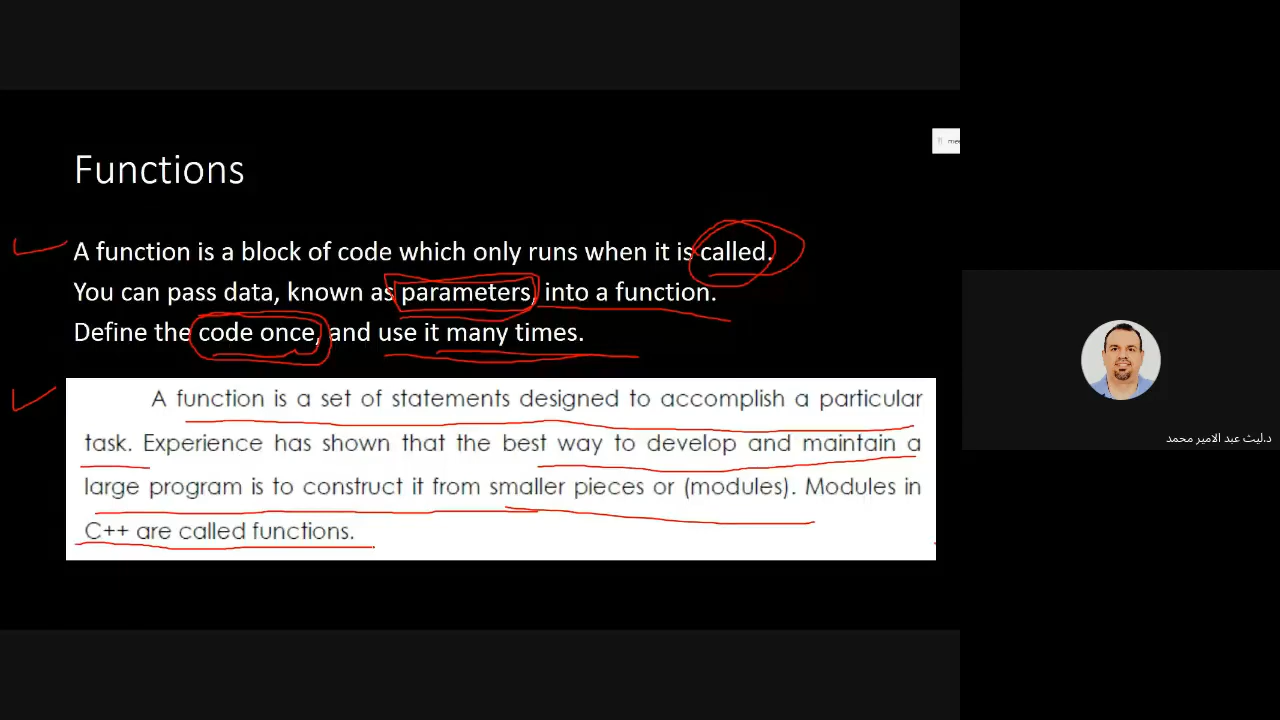 Functions
A function is a block of code which only runs when it is called.
You can pass data, known as parameters, into a function.
Define the code once, and use it many times.
A function is a set of statements designed to accomplish a particular
task. Experience has shown that the best way to develop and maintain a
large program is to construct it from smaller pieces or (modules). Modules in
C++ are called functions.
د.ليث عبد الامير محمد